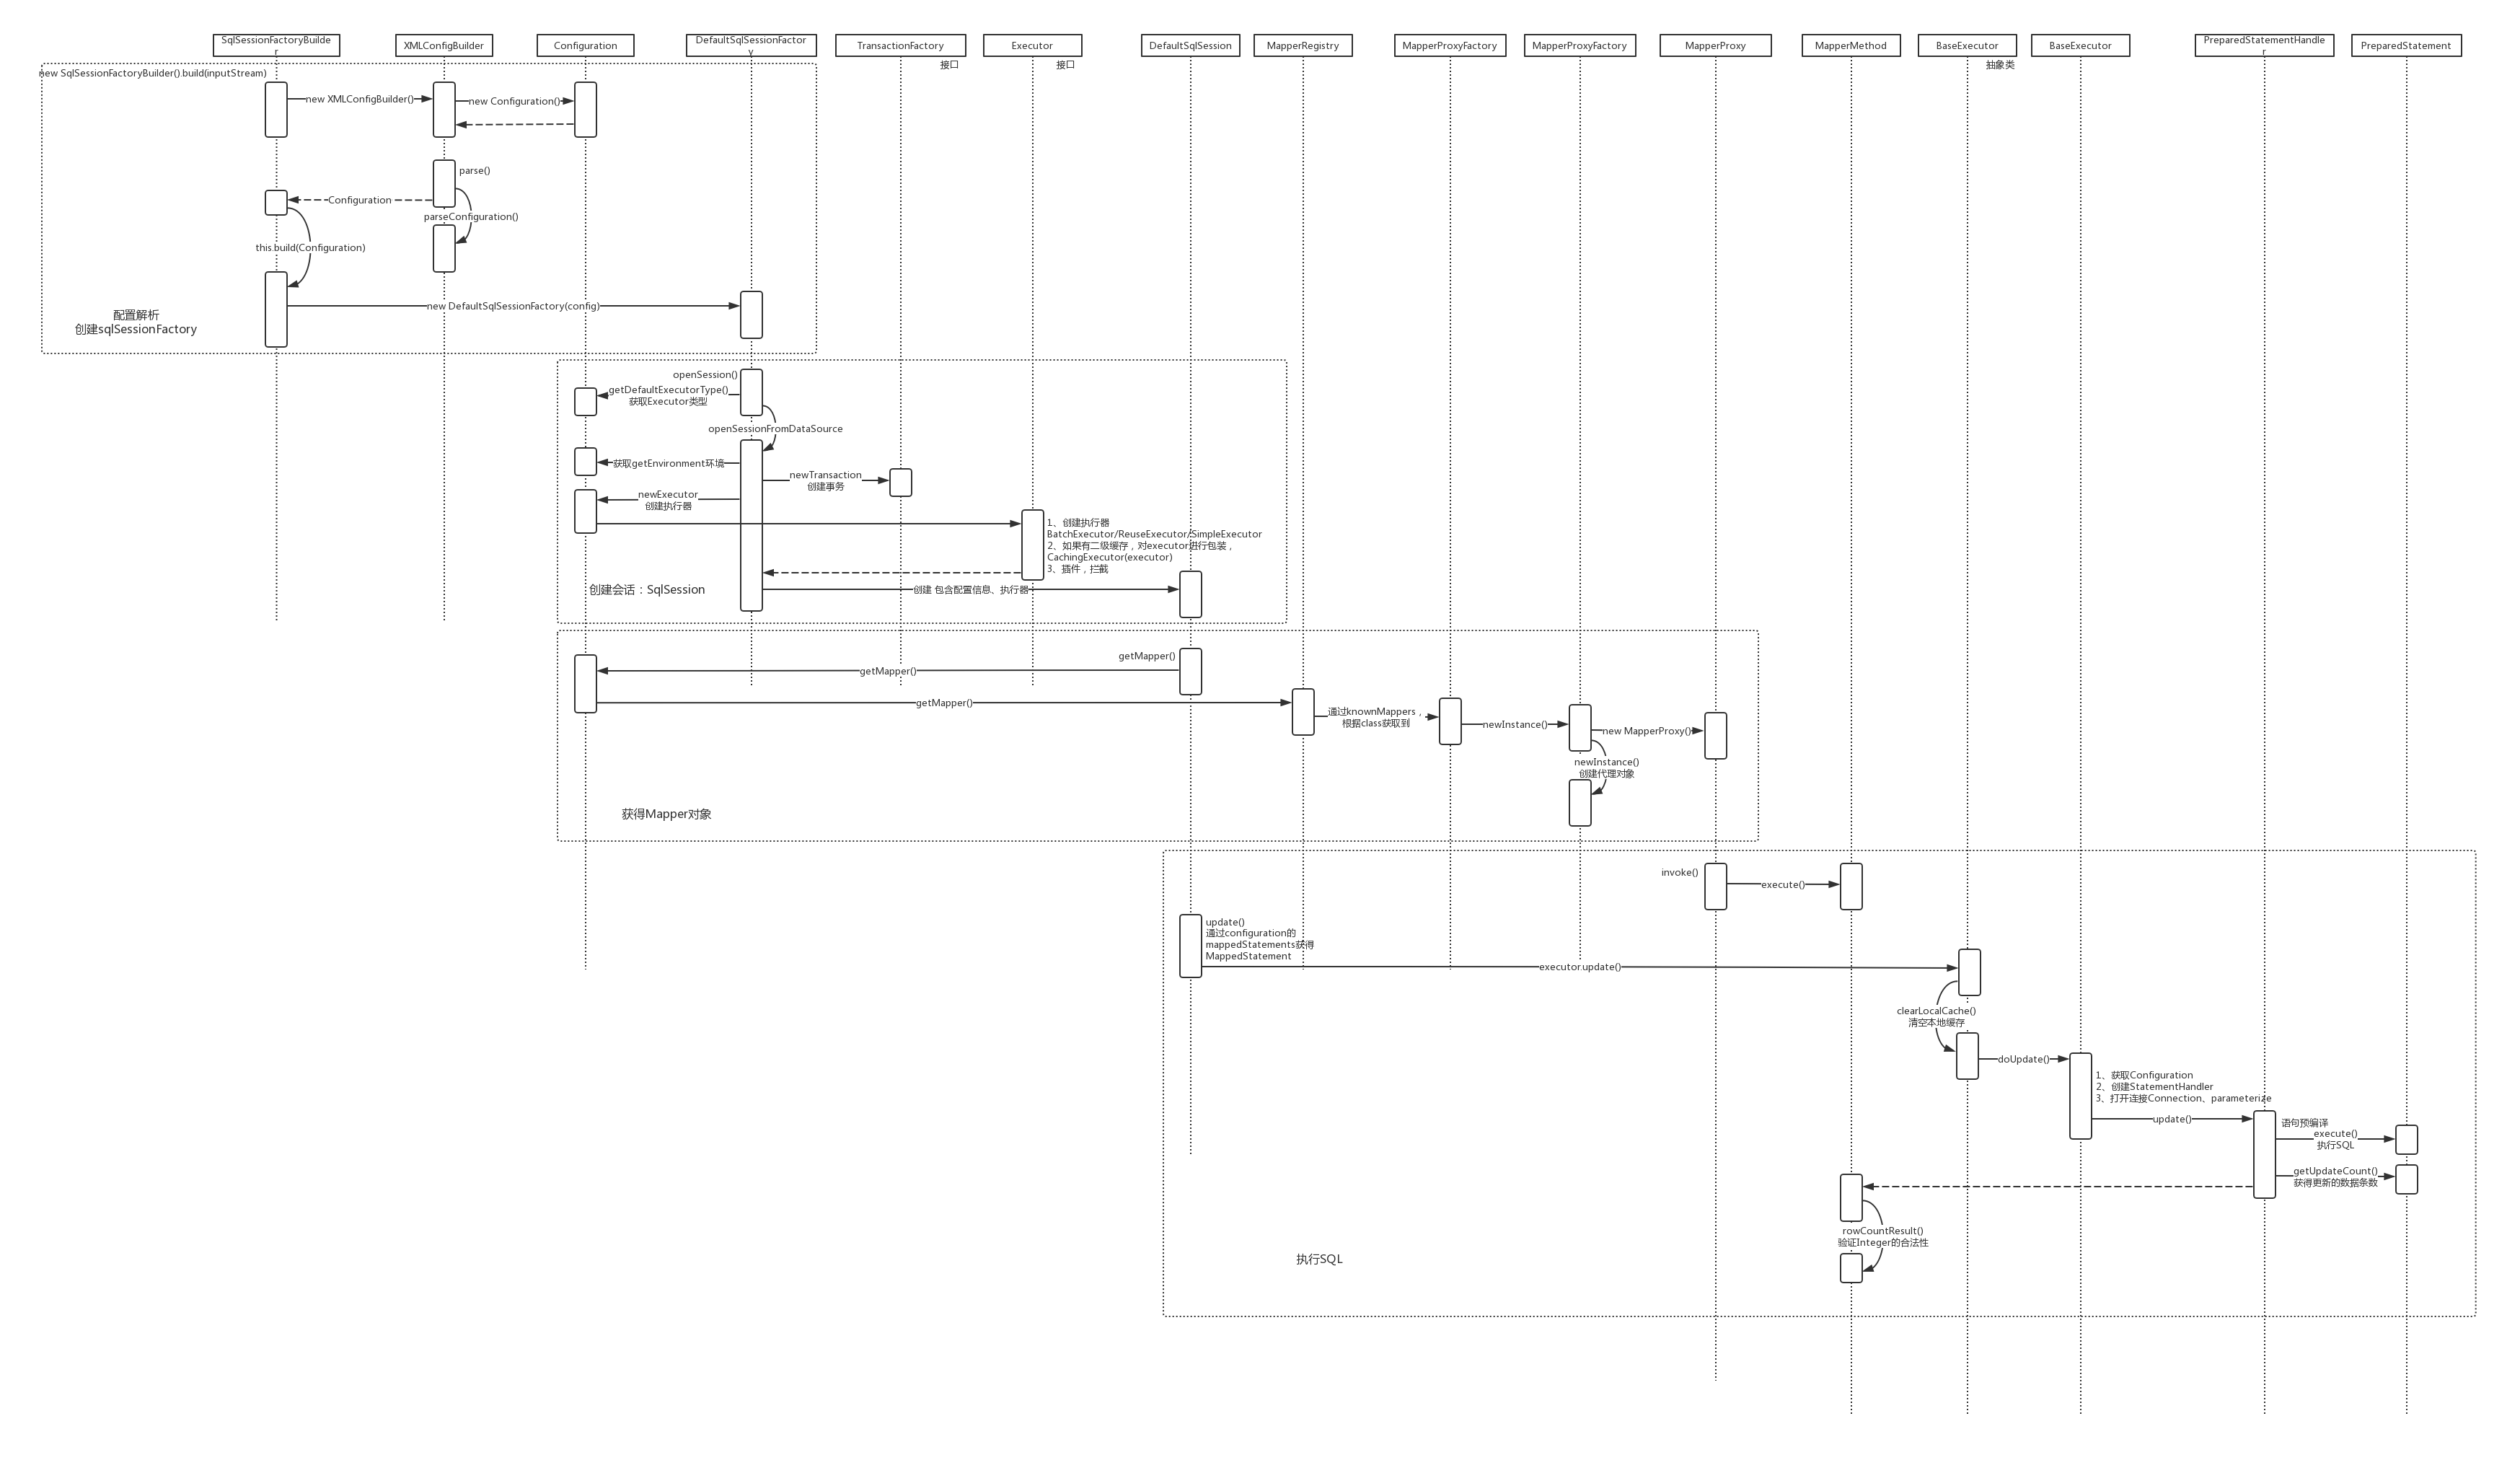 SqlSessionFactoryBuilde
r
XMLConfigBuilder
Configuration
DefaultSqlSessionFactor
y
TransactionFactory
Executor
DefaultSqlSession
MapperRegistry
MapperProxyFactory
MapperProxyFactory
MapperProxy
MapperMethod
BaseExecutor
BaseExecutor
PreparedStatementHandle
r
PreparedStatement
接口
接口
抽象类
new SqlSessionFactoryBuilder().build(inputStream)
new XMLConfigBuilder()
new Configuration()
parse()
Configuration
parseConfiguration()
this.build(Configuration)
new DefaultSqlSessionFactory(config)
配置解析
创建sqlSessionFactory
openSession()
getDefaultExecutorType()
获取Executor类型
openSessionFromDataSource
获取getEnvironment环境
newTransaction
创建事务
newExecutor
创建执行器
1、创建执行器
BatchExecutor/ReuseExecutor/SimpleExecutor
2、如果有二级缓存，对executor进行包装，
CachingExecutor(executor)
3、插件，拦截
创建会话：SqlSession
创建 包含配置信息、执行器
getMapper()
getMapper()
getMapper()
通过knownMappers，
根据class获取到
newInstance()
new MapperProxy()
newInstance()
创建代理对象
获得Mapper对象
invoke()
execute()
update()
通过configuration的
mappedStatements获得
MappedStatement
executor.update()
clearLocalCache()
清空本地缓存
doUpdate()
1、获取Configuration
2、创建StatementHandler
3、打开连接Connection、parameterize
update()
语句预编译
execute()
执行SQL
getUpdateCount()
获得更新的数据条数
rowCountResult()
验证Integer的合法性
执行SQL